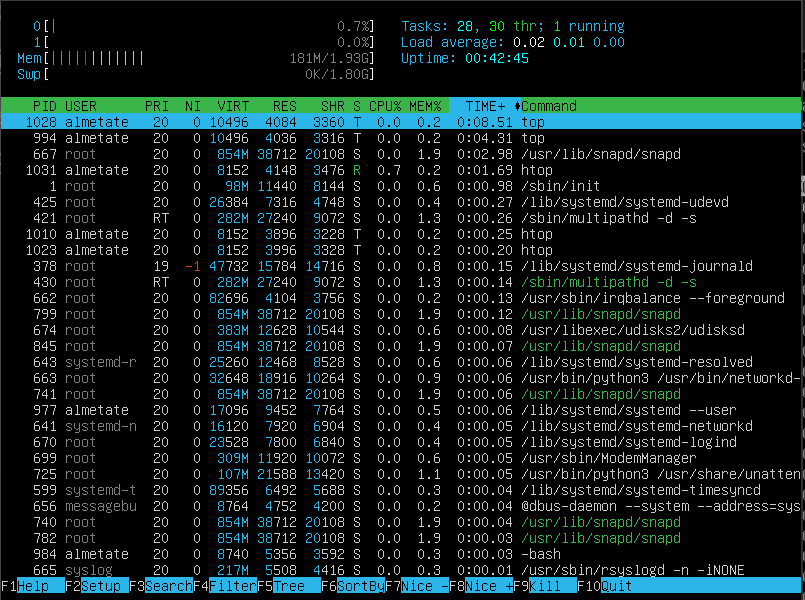 0[| 0.7%] Tasks: 28, 30 thr; 1 running
1[ 0.0%] Load average: 0.02 0.01 0.00
Mem[|||||||||||| 181M/1.93G] Uptime: 00:42:45
Swp[ 0K/1.80G]
PID USER PRI NI VIRT RES SHR S CPU% MEM% TIME+ Command
1028 almetate 20 0 10496 4084 3360 T 0.0 0.2 0:08.51 top
994 almetate 20 0 10496 4036 3316 T 0.0 0.2 0:04.31 top
667 root 20 0 854M 38712 20108 S 0.0 1.9 0:02.98 /usr/lib/snapd/snapd
1031 almetate 20 0 8152 4148 3476 R 0.7 0.2 0:01.69 htop
1 root 20 0 98M 11440 8144 S 0.0 0.6 0:00.98 /sbin/init
425 root 20 0 26384 7316 4748 S 0.0 0.4 0:00.27 /lib/systemd/systemd-udevd
421 root RT 0 282M 27240 9072 S 0.0 1.3 0:00.26 /sbin/multipathd -d -s
1010 almetate 20 0 8152 3896 3228 T 0.0 0.2 0:00.25 htop
1023 almetate 20 0 8152 3996 3328 T 0.0 0.2 0:00.20 htop
378 root 19 -1 47732 15784 14716 S 0.0 0.8 0:00.15 /lib/systemd/systemd-journald
430 root RT 0 282M 27240 9072 S 0.0 1.3 0:00.14 /sbin/multipathd -d -s
662 root 20 0 82696 4104 3756 S 0.0 0.2 0:00.13 /usr/sbin/irqbalance --foreground
799 root 20 0 854M 38712 20108 S 0.0 1.9 0:00.12 /usr/lib/snapd/snapd
674 root 20 0 383M 12628 10544 S 0.0 0.6 0:00.08 /usr/libexec/udisks2/udisksd
845 root 20 0 854M 38712 20108 S 0.0 1.9 0:00.07 /usr/lib/snapd/snapd
643 systemd-r 20 0 25260 12468 8528 S 0.0 0.6 0:00.06 /lib/systemd/systemd-resolved
663 root 20 0 32648 18916 10264 S 0.0 0.9 0:00.06 /usr/bin/python3 /usr/bin/networkd-
741 root 20 0 854M 38712 20108 S 0.0 1.9 0:00.06 /usr/lib/snapd/snapd
977 almetate 20 0 17096 9452 7764 S 0.0 0.5 0:00.06 /lib/systemd/systemd --user
641 systemd-n 20 0 16120 7920 6904 S 0.0 0.4 0:00.05 /lib/systemd/systemd-networkd
670 root 20 0 23528 7800 6840 S 0.0 0.4 0:00.05 /lib/systemd/systemd-logind
699 root 20 0 309M 11920 10072 S 0.0 0.6 0:00.05 /usr/sbin/ModemManager
725 root 20 0 107M 21588 13420 S 0.0 1.1 0:00.05 /usr/bin/python3 /usr/share/unatten
599 systemd-t 20 0 89356 6492 5688 S 0.0 0.3 0:00.04 /lib/systemd/systemd-timesyncd
656 messagebu 20 0 8764 4752 4200 S 0.0 0.2 0:00.04 @dbus-daemon --system --address=sys
740 root 20 0 854M 38712 20108 S 0.0 1.9 0:00.04 /usr/lib/snapd/snapd
782 root 20 0 854M 38712 20108 S 0.0 1.9 0:00.04 /usr/lib/snapd/snapd
984 almetate 20 0 8740 5356 3592 S 0.0 0.3 0:00.03 -bash
665 syslog 20 0 217M 5508 4416 S 0.0 0.3 0:00.01 /usr/sbin/rsyslogd -n -iNONE
F1Help F2Setup F3SearchF4FilterF5Tree F6SortByF7Nice -F8Nice +F9Kill F10Quit